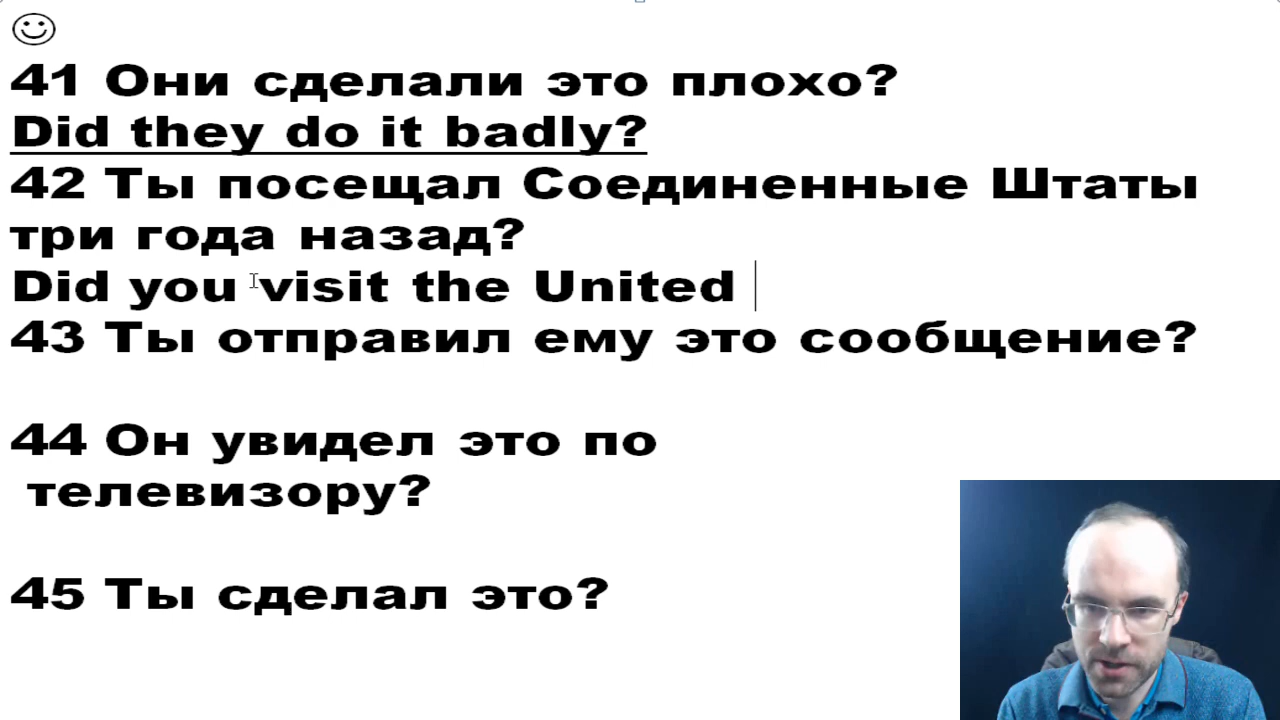 41 Они сделали это плохо?
Did they do it badly?
42 Ты посещал Соединенные Штаты
три года назад?
Did you visit the United
43 Ты отправил ему это сообщение?
44 Он увидел это по
телевизору?
45 Ты сделал это?